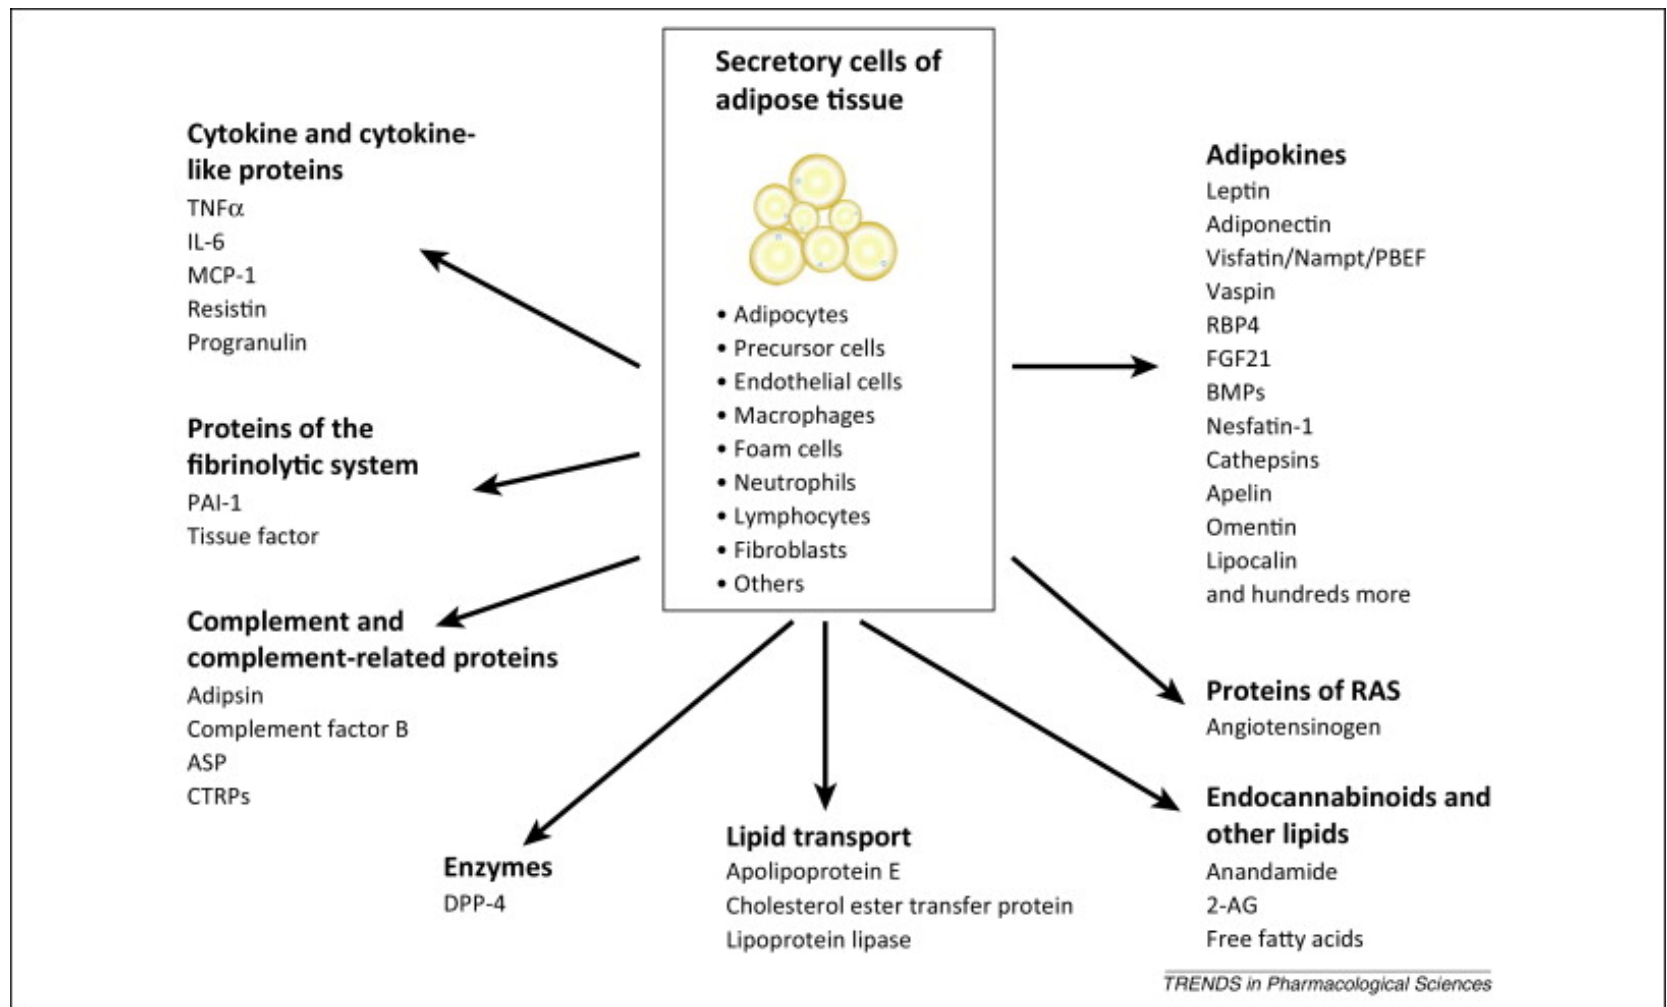 Secretory cells of
adipose tissue
• Adipocytes
• Precursor cells
• Endothelial cells
• Macrophages
• Foam cells
• Neutrophils
• Lymphocytes
• Fibroblasts
• Others
Cytokine and cytokine-
like proteins
TNFα
IL-6
MCP-1
Resistin
Progranulin
Proteins of the
fibrinolytic system
PAI-1
Tissue factor
Complement and
complement-related proteins
Adipsin
Complement factor B
ASP
CTRPs
Enzymes
DPP-4
Lipid transport
Apolipoprotein E
Cholesterol ester transfer protein
Lipoprotein lipase
Adipokines
Leptin
Adiponectin
Visfatin/Nampt/PBEF
Vaspin
RBP4
FGF21
BMPs
Nesfatin-1
Cathepsins
Apelin
Omentin
Lipocalin
and hundreds more
Proteins of RAS
Angiotensinogen
Endocannabinoids and
other lipids
Anandamide
2-AG
Free fatty acids
TRENDS in Pharmacological Sciences